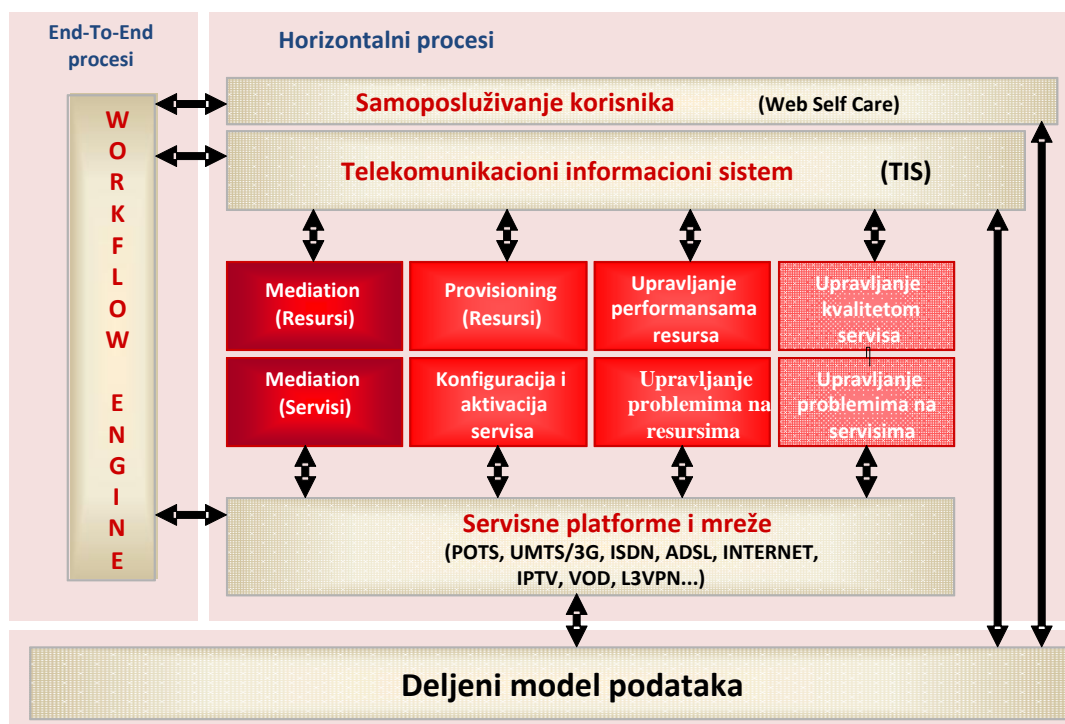 End-To-End
procesi
Horizontalni procesi
WORKFLOW ENGINE
Samoposluživanje korisnika (Web Self Care)
Telekomunikacioni informacioni sistem (TIS)
Mediation
(Resursi)
Provisioning
(Resursi)
Upravljanje
performansama
resursa
Upravljanje
kvalitetom
servisa
Mediation
(Servisi)
Konfiguracija i
aktivacija
servisa
Upravljanje
problemima na
resursima
Upravljanje
problemima na
servisima
Servisne platforme i mreže
(POTS, UMTS/3G, ISDN, ADSL, INTERNET,
IPTV, VOD, L3VPN...)
Deljeni model podataka